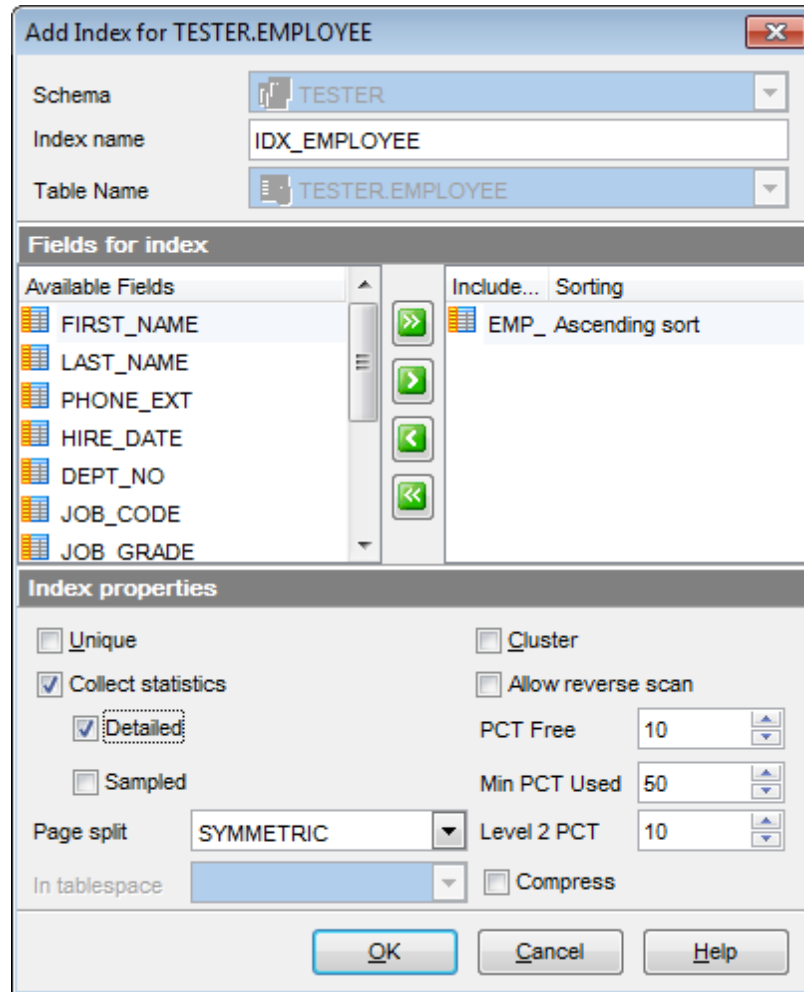 Add Index for TESTER.EMPLOYEE
Schema TESTER
Index name IDX_EMPLOYEE
Table Name TESTER.EMPLOYEE
Fields for index
Available Fields
FIRST_NAME
LAST_NAME
PHONE_EXT
HIRE_DATE
DEPT_NO
JOB_CODE
JOB_GRADE
Include... Sorting
EMP_ Ascending sort
Index properties
Unique Cluster
Collect statistics Allow reverse scan
Detailed PCT Free 10
Sampled Min PCT Used 50
Page split SYMMETRIC Level 2 PCT 10
In tablespace Compress
OK Cancel Help